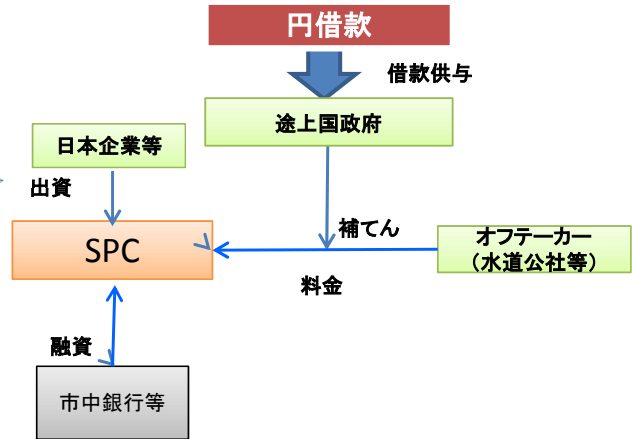 円借款
借款供与
途上国政府
日本企業等
出資
補てん
SPC
オフテーカー
（水道公社等）
料金
融資
市中銀行等